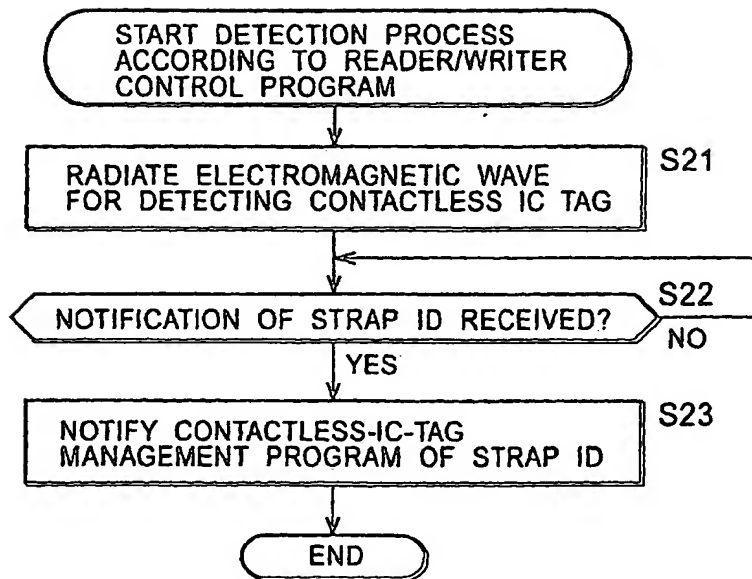 START DETECTION PROCESS
ACCORDING TO READER/WRITER
CONTROL PROGRAM
S21
RADIATE ELECTROMAGNETIC WAVE
FOR DETECTING CONTACTLESS IC TAG
S22
NOTIFICATION OF STRAP ID RECEIVED?
NO
YES
S23
NOTIFY CONTACTLESS-IC-TAG
MANAGEMENT PROGRAM OF STRAP ID
END